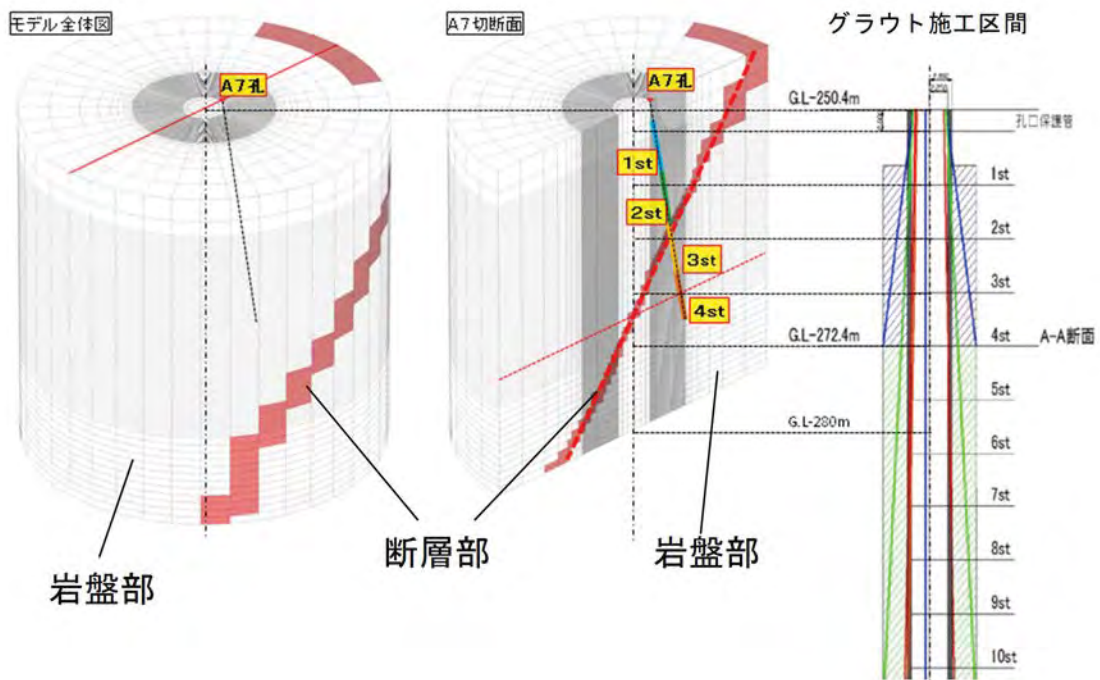 モデル全体図
A7孔
岩盤部
A7切断面
A7孔
1st
2st
3st
4st
断層部
岩盤部
グラウト施工区間
G.L-250.4m
孔口保護管
1st
2st
3st
G.L-272.4m
4st
A-A断面
5st
G.L-280m
6st
7st
8st
9st
10st